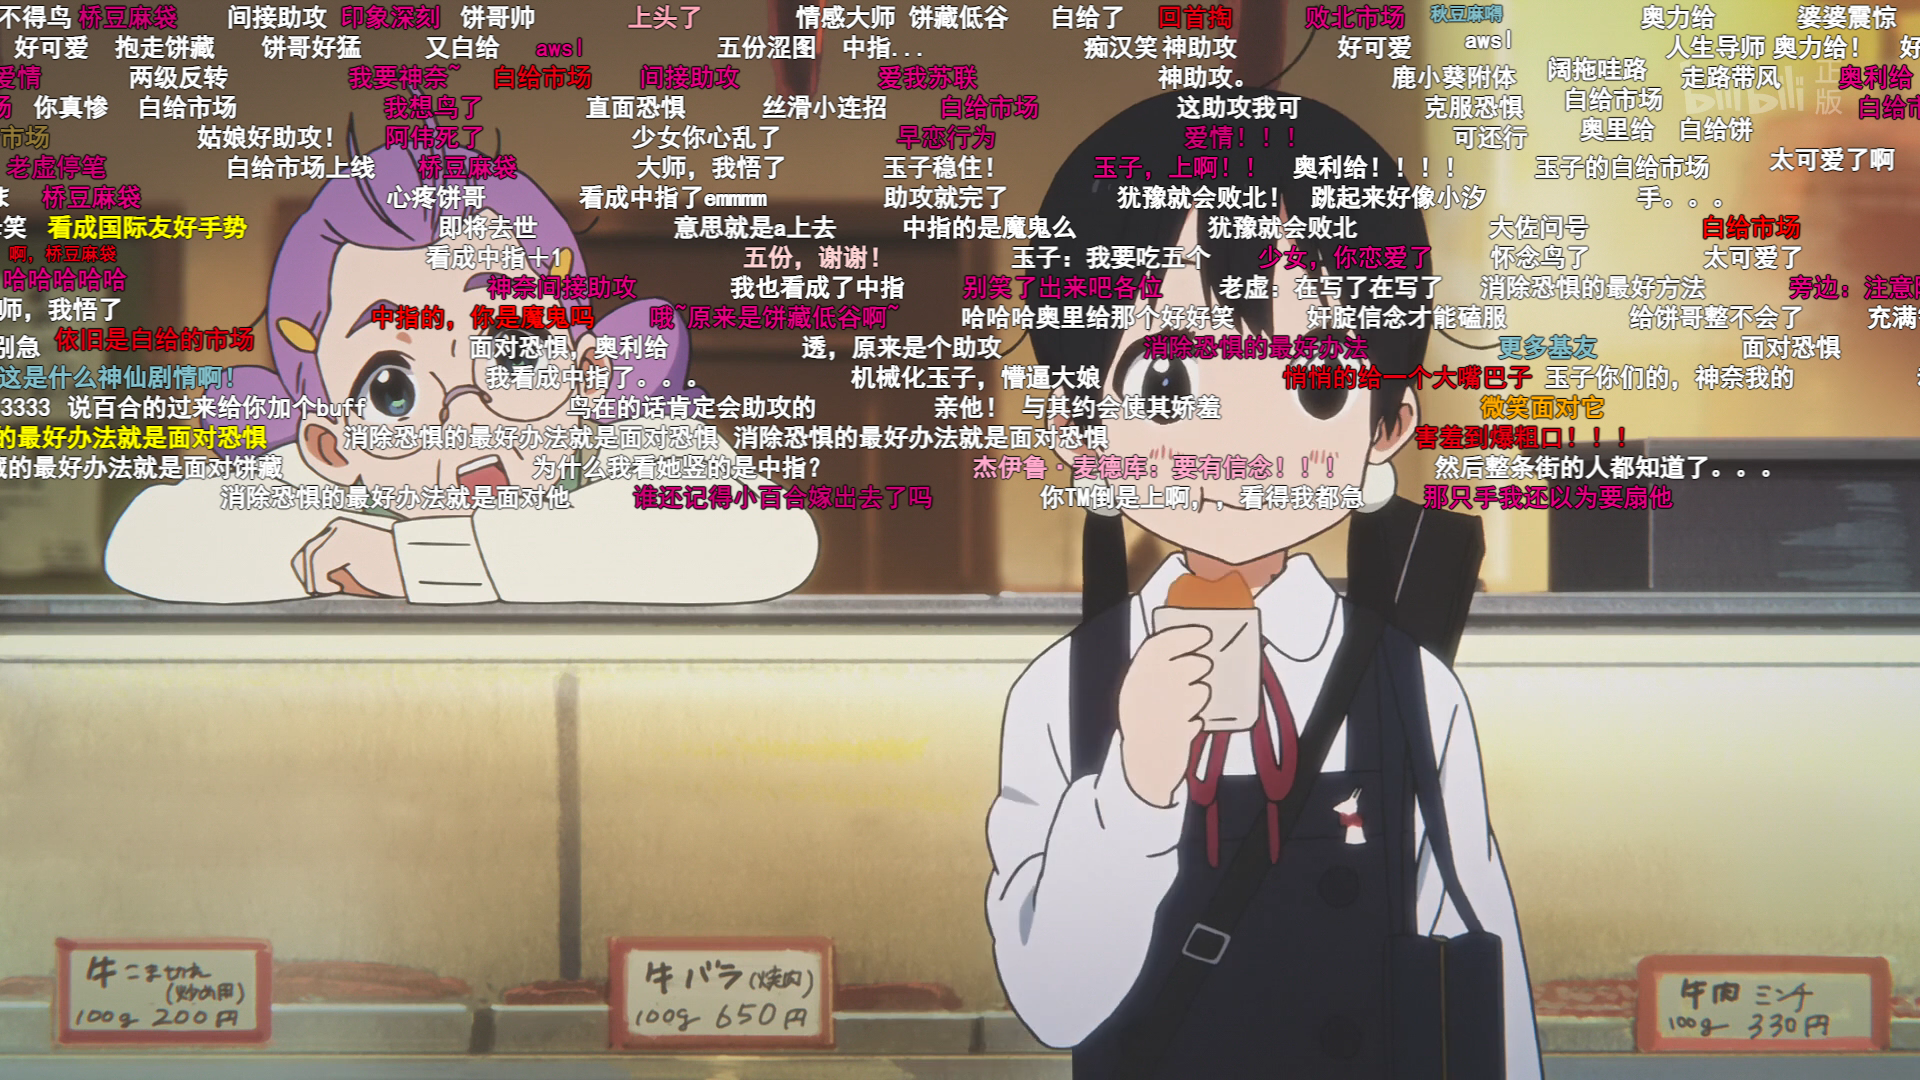 不得鸟 桥豆麻袋 间接助攻 印象深刻 饼哥帅 上头了 情感大师 饼藏低谷 白给了 回首掏 败北市场 秋豆麻嘚 奥力给 婆婆震惊
好可爱 抱走饼藏 饼哥好猛 又白给 awsl 五份涩图 中指... 痴汉笑 神助攻 好可爱 awsl 人生导师 奥力给！ 好
爱情 两级反转 我要神奈~ 白给市场 间接助攻 爱我苏联 神助攻。 鹿小葵附体 阔拖哇路 走路带风 奥利给
bilibili 正版
场 你真惨 白给市场 我想鸟了 直面恐惧 丝滑小连招 白给市场 这助攻我可 克服恐惧 白给市场 白给市
市场 姑娘好助攻！ 阿伟死了 少女你心乱了 早恋行为 爱情！！！ 可还行 奥里给 白给饼
老虚停笔 白给市场上线 桥豆麻袋 大师，我悟了 玉子稳住！ 玉子，上啊！！ 奥利给！！！！ 玉子的白给市场 太可爱了啊
桥豆麻袋 心疼饼哥 看成中指了emmmm 助攻就完了 犹豫就会败北！ 跳起来好像小汐 手。。。
笑 看成国际友好手势 即将去世 意思就是a上去 中指的是魔鬼么 犹豫就会败北 大佐问号 白给市场
啊，桥豆麻袋 看成中指＋1 五份，谢谢！ 玉子：我要吃五个 少女，你恋爱了 怀念鸟了 太可爱了
哈哈哈哈哈 神奈间接助攻 我也看成了中指 别笑了出来吧各位 老虚：在写了在写了 消除恐惧的最好方法 旁边：注意
师，我悟了 中指的，你是魔鬼吗 哦~原来是饼藏低谷啊~ 哈哈哈奥里给那个好好笑 奸腚信念才能磕服 给饼哥整不会了 充满
别急 依旧是白给的市场 面对恐惧，奥利给 透，原来是个助攻 消除恐惧的最好办法 更多基友 面对恐惧
这是什么神仙剧情啊！ 我看成中指了。。。 机械化玉子，懵逼大娘 悄悄的给一个大嘴巴子 玉子你们的，神奈我的
3333 说百合的过来给你加个buff 鸟在的话肯定会助攻的 亲他！ 与其约会使其娇羞 微笑面对它
的最好办法就是面对恐惧 消除恐惧的最好办法就是面对恐惧 消除恐惧的最好办法就是面对恐惧 害羞到爆粗口！！！
的最好办法就是面对饼藏 为什么我看她竖的是中指？ 杰伊鲁·麦德库：要有信念！！！ 然后整条街的人都知道了。。。
消除恐惧的最好办法就是面对他 谁还记得小百合嫁出去了吗 你TM倒是上啊，，看得我都急 那只手我还以为要扇他
牛こま切れ
(炒め用)
100g 200円
牛バラ(焼肉)
100g 650円
牛肉ミンチ
100g 330円